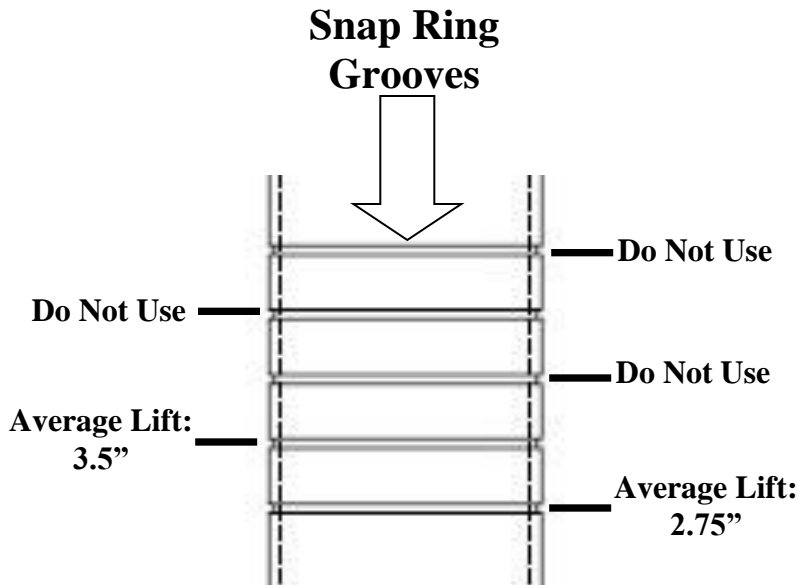 Snap Ring
Grooves
Do Not Use
Do Not Use
Do Not Use
Average Lift:
3.5”
Average Lift:
2.75”